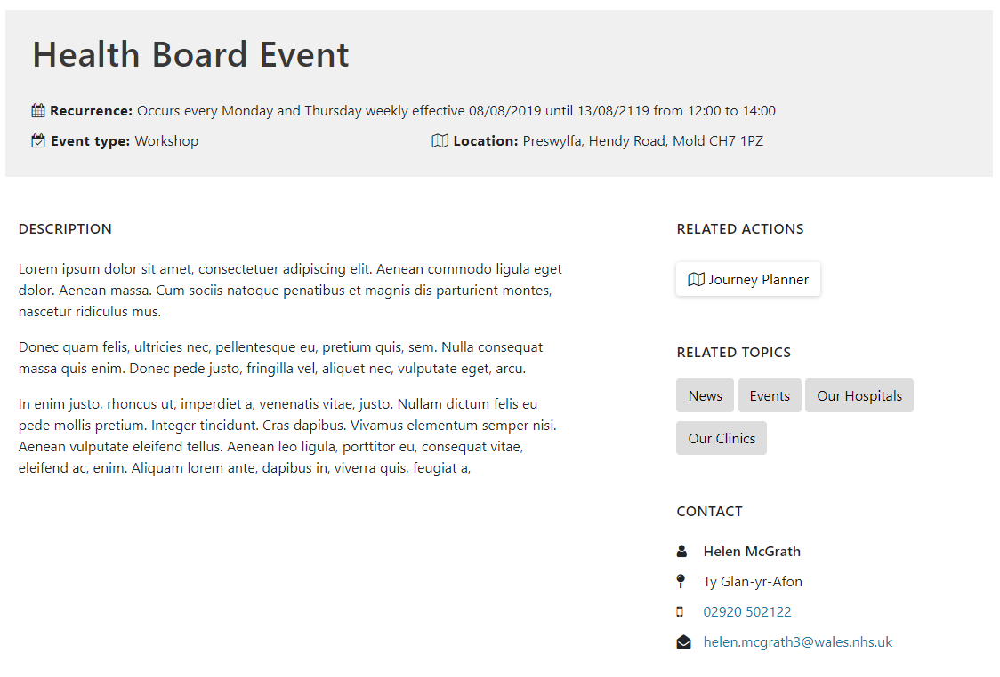 Health Board Event
Recurrence: Occurs every Monday and Thursday weekly effective 08/08/2019 until 13/08/2119 from 12:00 to 14:00
Event type: Workshop
Location: Preswylfa, Hendy Road, Mold CH7 1PZ
DESCRIPTION
Lorem ipsum dolor sit amet, consectetuer adipiscing elit. Aenean commodo ligula eget
dolor. Aenean massa. Cum sociis natoque penatibus et magnis dis parturient montes,
nascetur ridiculus mus.
Donec quam felis, ultricies nec, pellentesque eu, pretium quis, sem. Nulla consequat
massa quis enim. Donec pede justo, fringilla vel, aliquet nec, vulputate eget, arcu.
In enim justo, rhoncus ut, imperdiet a, venenatis vitae, justo. Nullam dictum felis eu
pede mollis pretium. Integer tincidunt. Cras dapibus. Vivamus elementum semper nisi.
Aenean vulputate eleifend tellus. Aenean leo ligula, porttitor eu, consequat vitae,
eleifend ac, enim. Aliquam lorem ante, dapibus in, viverra quis, feugiat a,
RELATED ACTIONS
Journey Planner
RELATED TOPICS
News
Events
Our Hospitals
Our Clinics
CONTACT
Helen McGrath
Ty Glan-yr-Afon
02920 502122
helen.mcgrath3@wales.nhs.uk